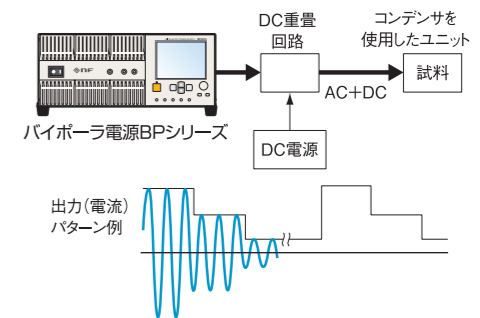 DC重畳
回路
コンデンサを
使用したユニット
nF
試料
AC+DC
バイポーラ電源BPシリーズ
DC電源
出力(電流)
パターン例